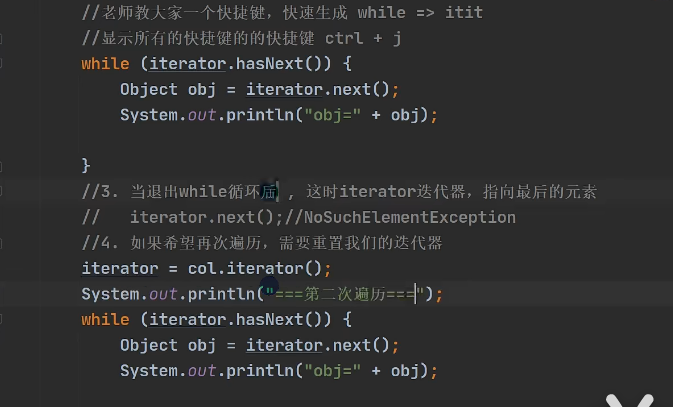 //老师教大家一个快捷键，快速生成 while => itit
//显示所有的快捷键的的快捷键 ctrl + j
while (iterator.hasNext()) {
Object obj = iterator.next();
System.out.println("obj=" + obj);
}
//3. 当退出while循环 , 这时iterator迭代器，指向最后的元素
//   iterator.next();//NoSuchElementException
//4. 如果希望再次遍历，需要重置我们的迭代器
iterator = col.iterator();
System.out.println("===第二次遍历===");
while (iterator.hasNext()) {
Object obj = iterator.next();
System.out.println("obj=" + obj);